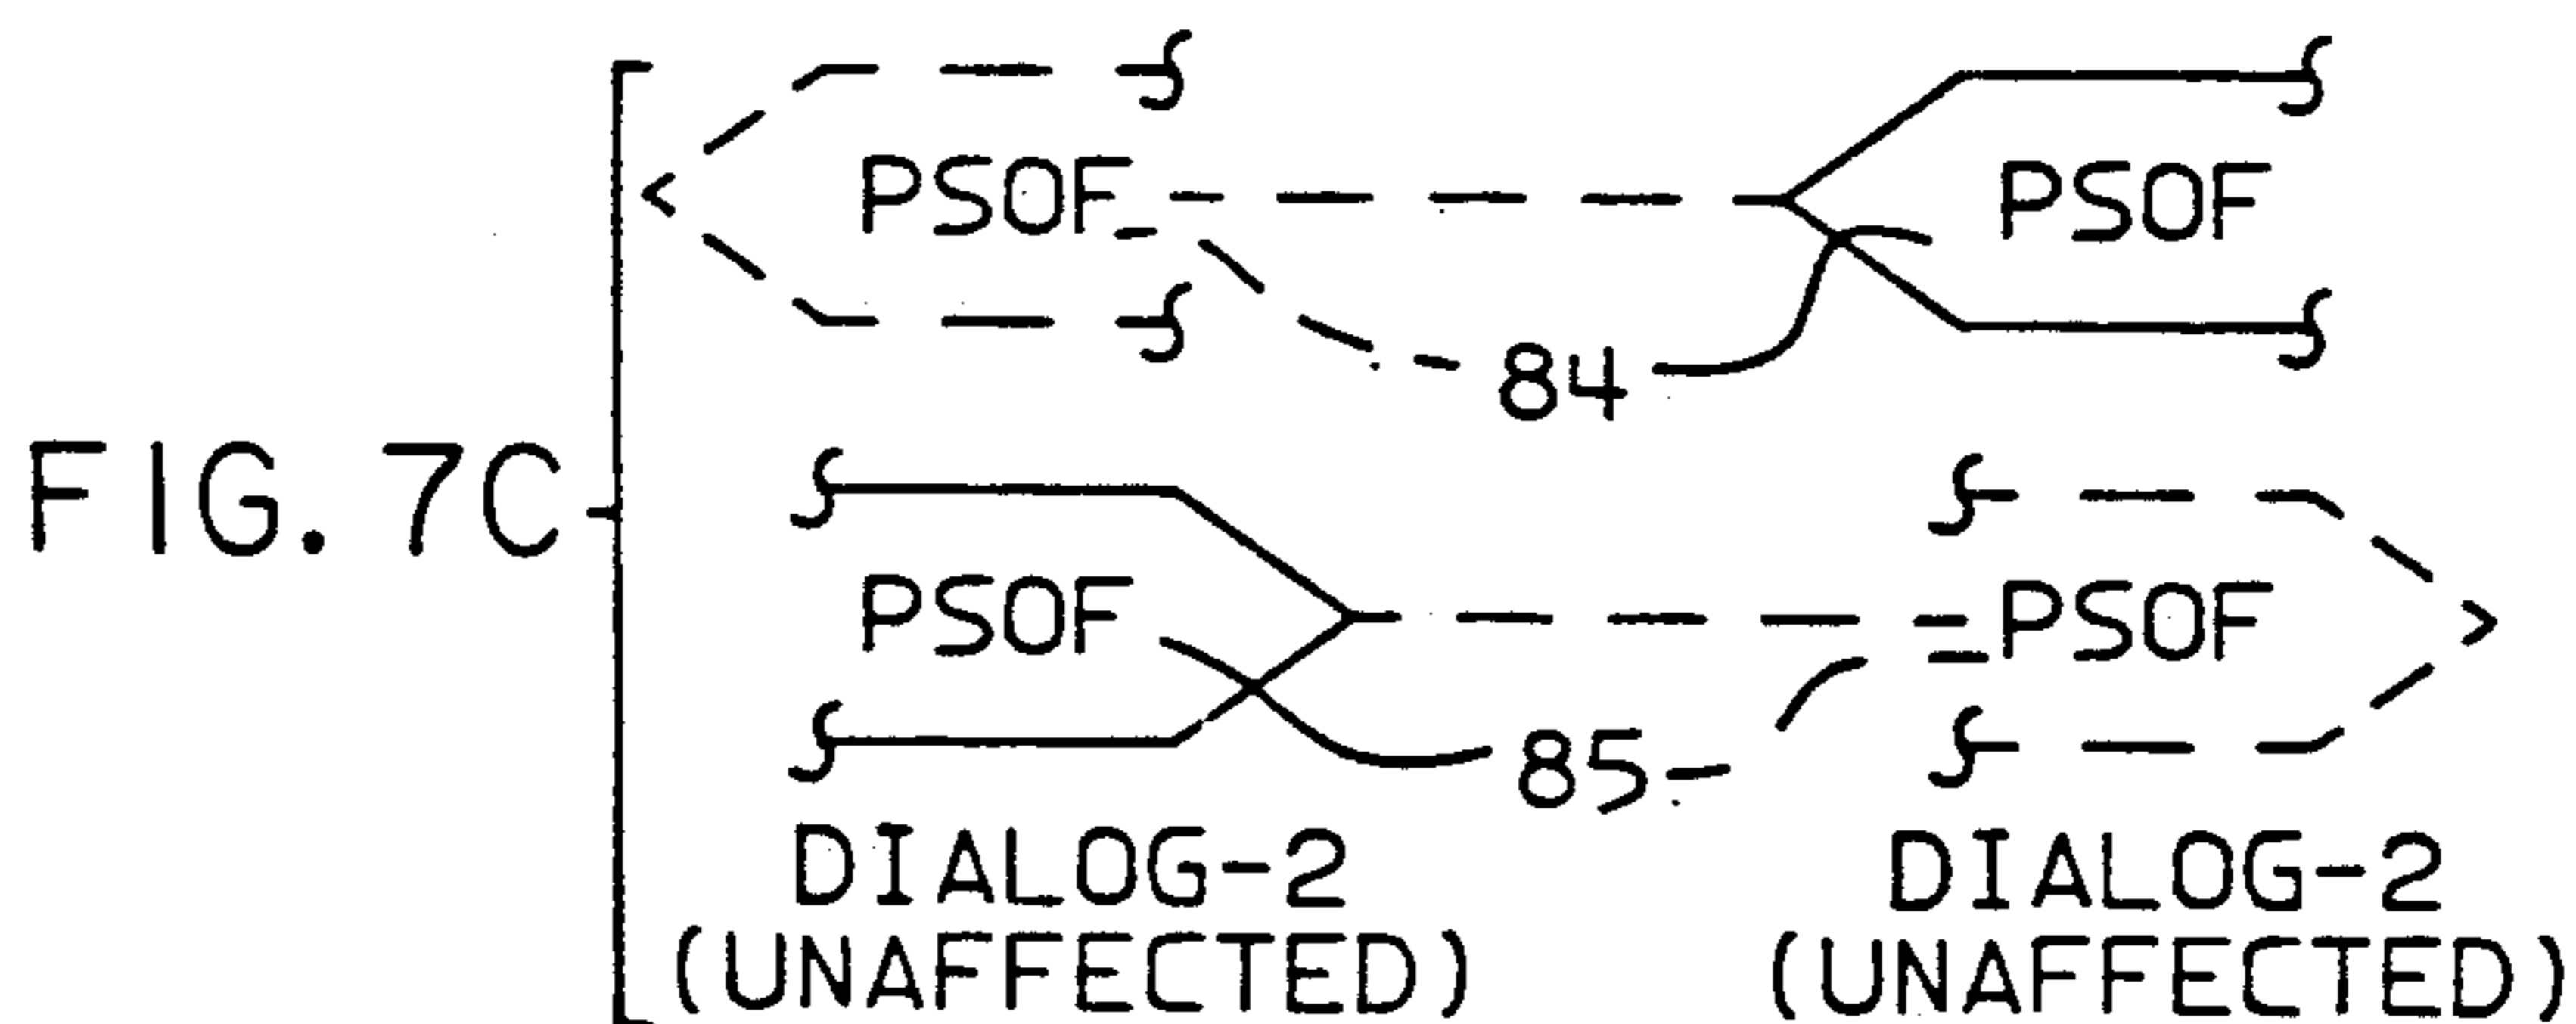 PSOF PSOF
84
FIG. 7C
PSOF PSOF
85
DIALOG-2 DIALOG-2
(UNAFFECTED) (UNAFFECTED)